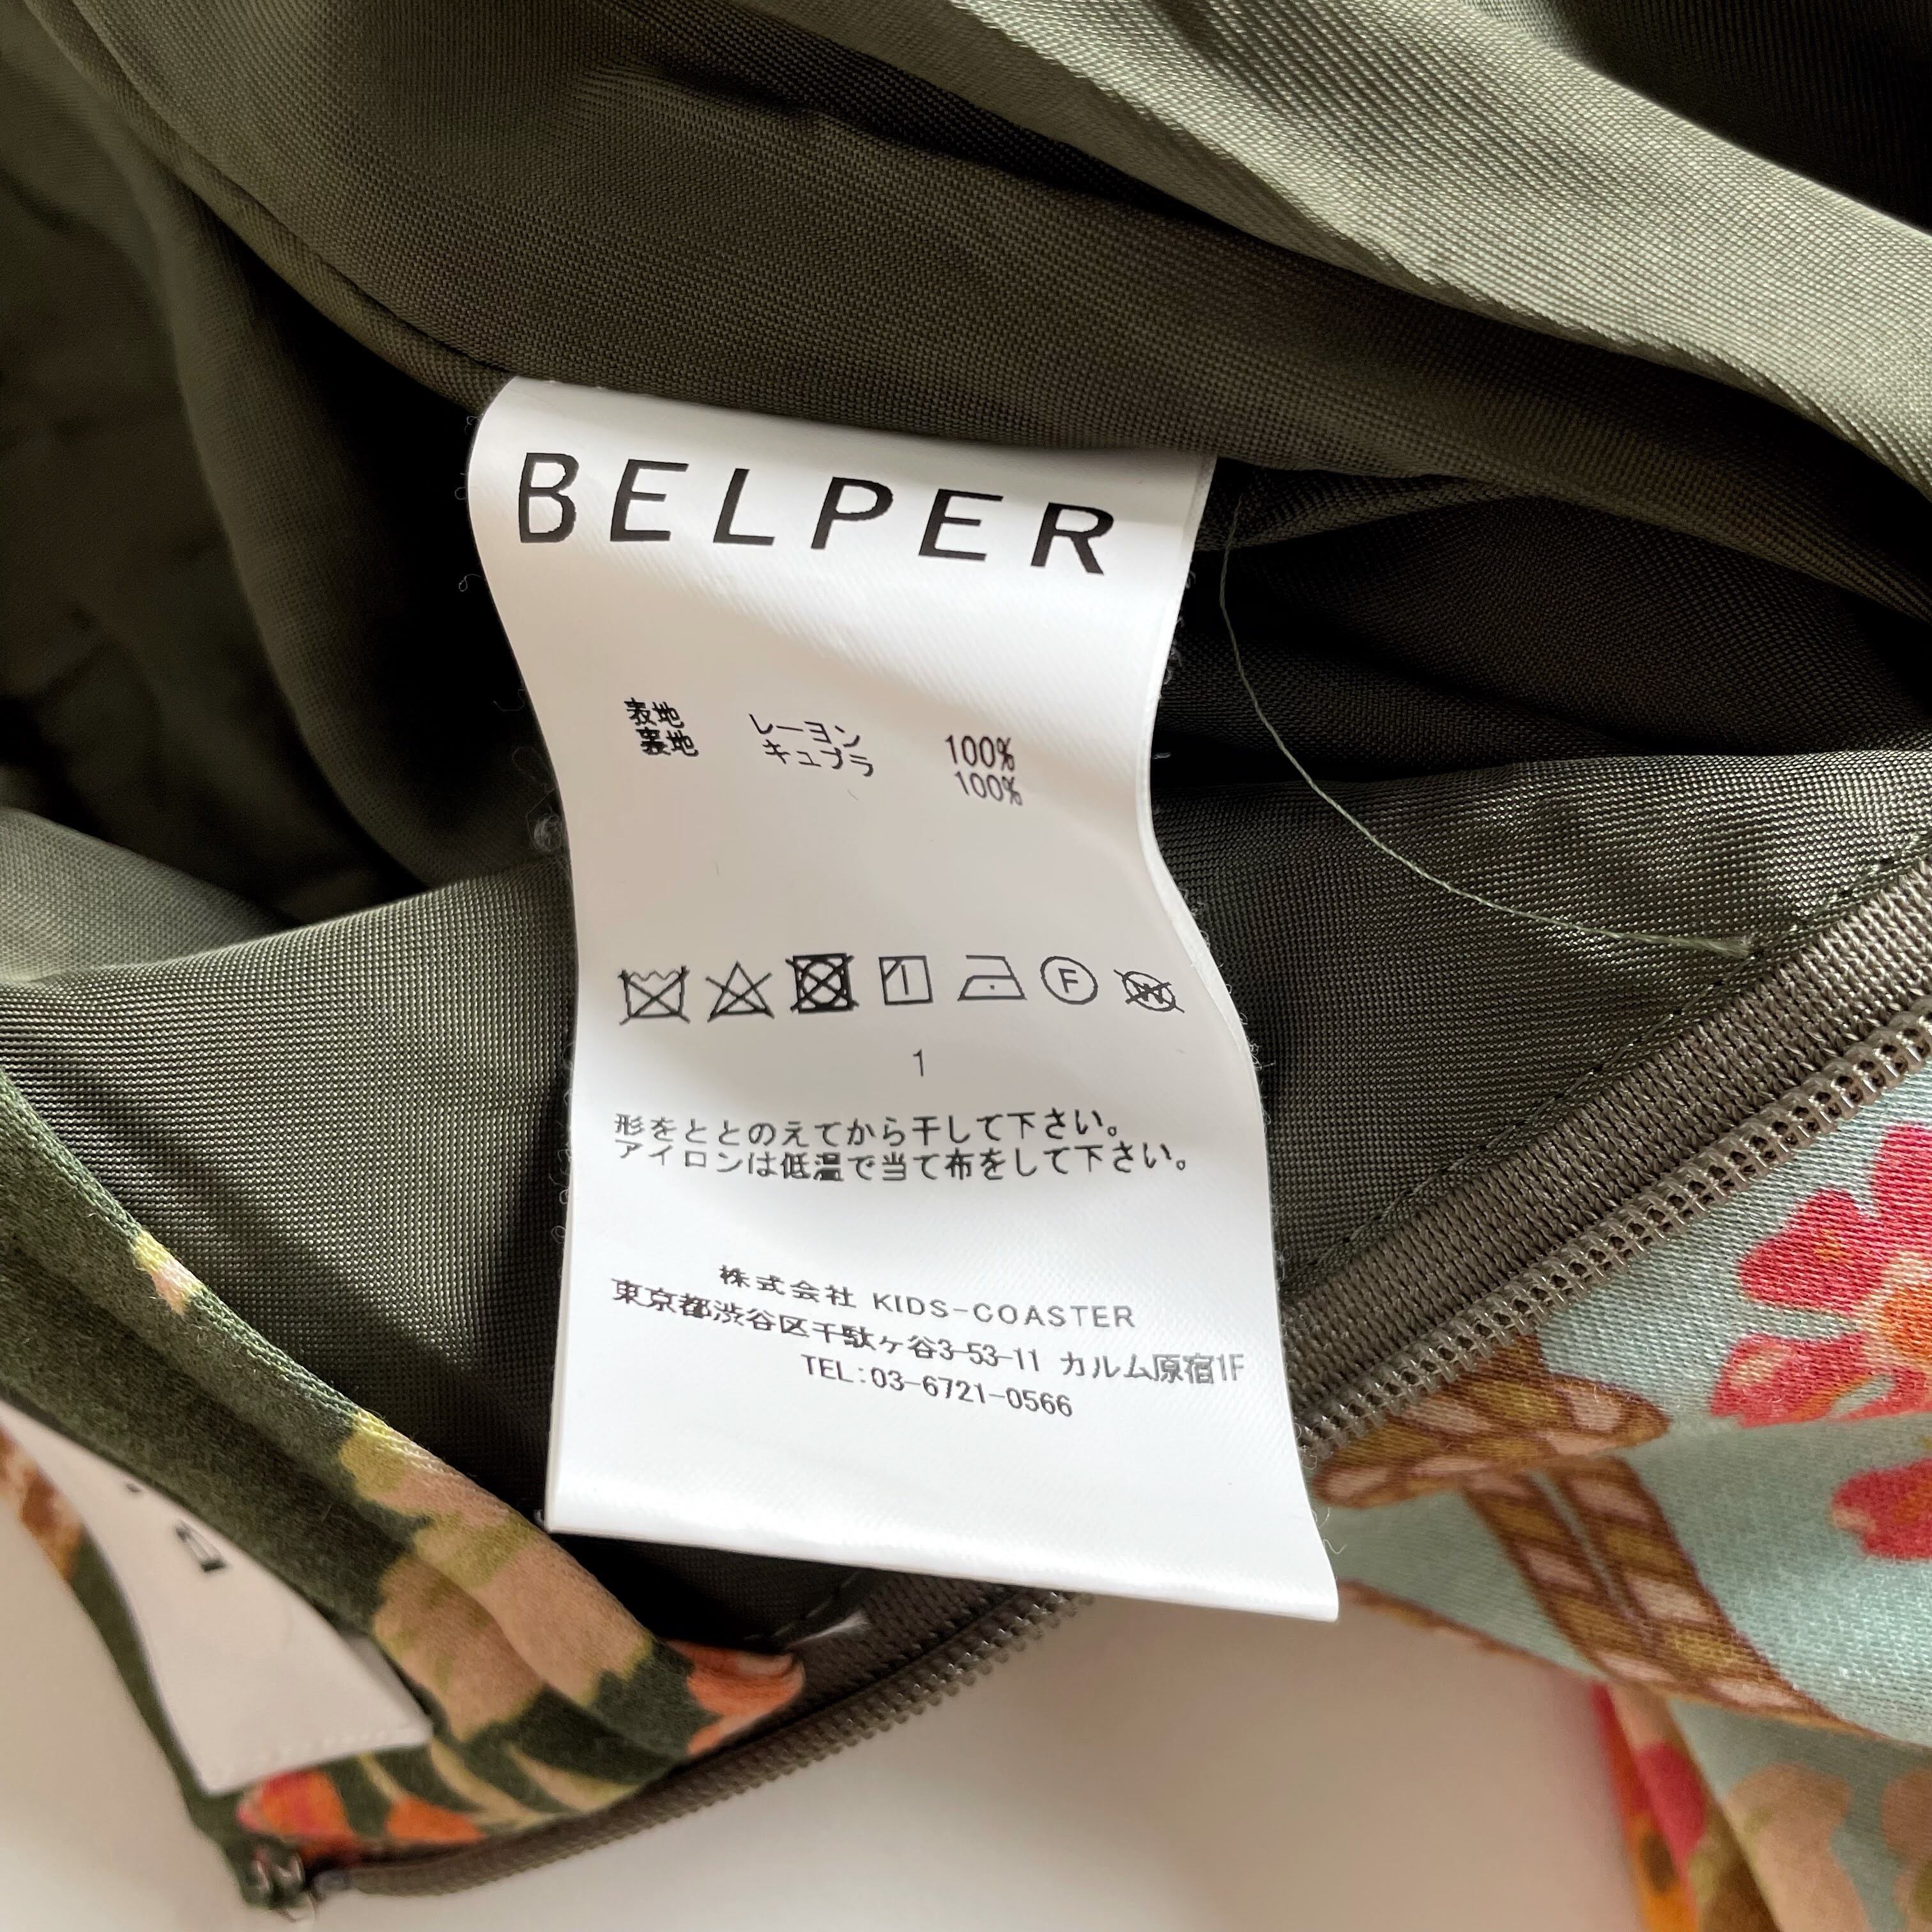 BELPER
表地 レーヨン 100%
裏地 キュプラ 100%
F W
1
形をととのえてから干して下さい。
アイロンは低温で当て布をして下さい。
株式会社 KIDS-COASTER
東京都渋谷区千駄ヶ谷3-53-11 カルム原宿1F
TEL:03-6721-0566